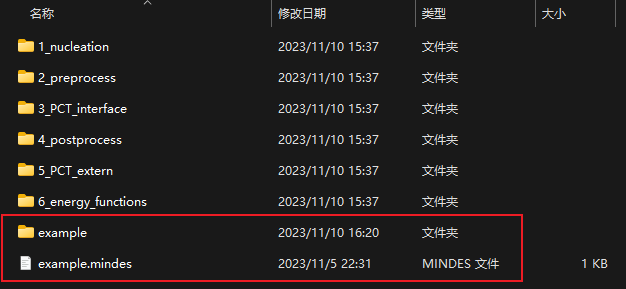 名称 修改日期 类型 大小
1_nucleation 2023/11/10 15:37 文件夹
2_preprocess 2023/11/10 15:37 文件夹
3_PCT_interface 2023/11/10 15:37 文件夹
4_postprocess 2023/11/10 15:37 文件夹
5_PCT_extern 2023/11/10 15:37 文件夹
6_energy_functions 2023/11/10 15:37 文件夹
example 2023/11/10 16:20 文件夹
example.mindes 2023/11/5 22:31 MINDES 文件 1 KB